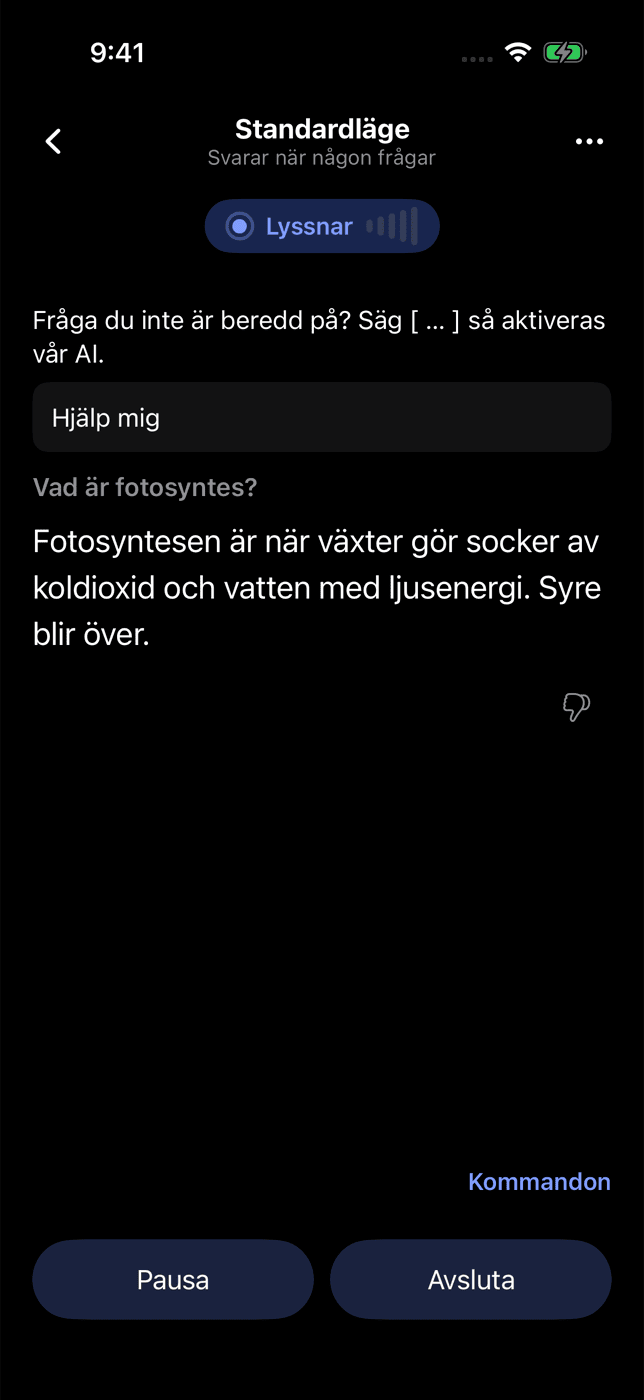 9:41
Standardläge
Svarar när någon frågar
Lyssnar
Fråga du inte är beredd på? Säg [ ... ] så aktiveras
vår AI.
Hjälp mig
Vad är fotosyntes?
Fotosyntesen är när växter gör socker av
koldioxid och vatten med ljusenergi. Syre
blir över.
Kommandon
Pausa
Avsluta